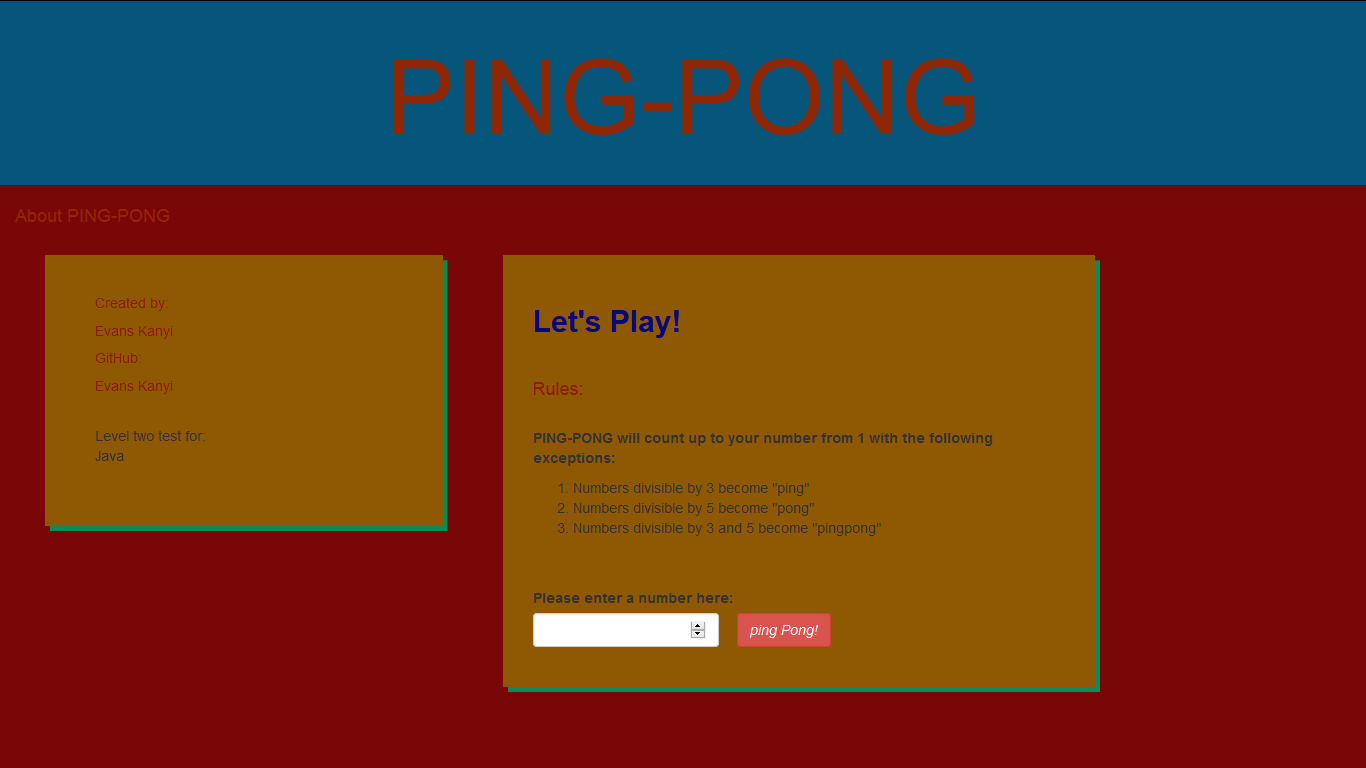 PING-PONG
About PING-PONG
Created by:
Evans Kanyi
GitHub:
Evans Kanyi
Level two test for:
Java
Let's Play!
Rules:
PING-PONG will count up to your number from 1 with the following
exceptions:
1. Numbers divisible by 3 become "ping"
2. Numbers divisible by 5 become "pong"
3. Numbers divisible by 3 and 5 become "pingpong"
Please enter a number here:
ping Pong!